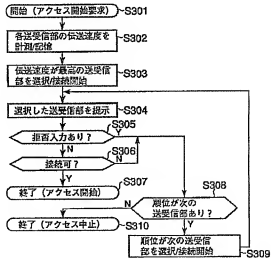 開始（アクセス開始要求）
S301
各送受信部の伝送速度を
計測/記憶
S302
伝送速度が最高の送受信
部を選択/接続開始
S303
選択した送受信部を提示
S304
S305
拒否入力あり？
Y
N
S306
接続可？
N
Y
S307
終了（アクセス開始）
S308
順位が次の
送受信部あり？
N
Y
S310
終了（アクセス中止）
順位が次の送受信
部を選択/接続開始
S309